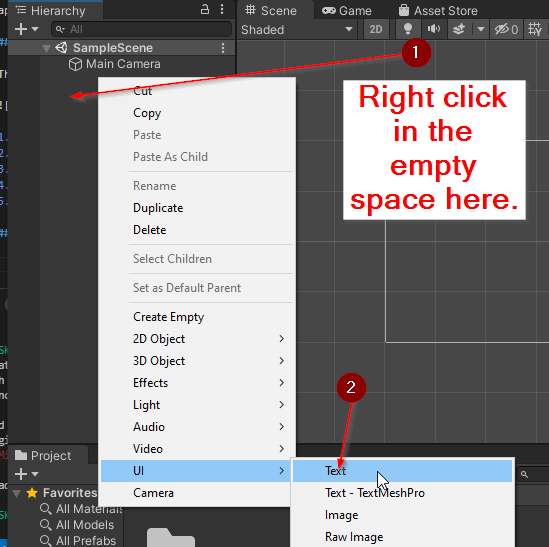 Hierarchy
Scene
Game
Asset Store
All
Shaded
2D
0
SampleScene
Main Camera
1
Right click
in the
empty
space here.
Cut
Copy
Paste
Paste As Child
Rename
Duplicate
Delete
Select Children
Set as Default Parent
Create Empty
2D Object
3D Object
Effects
Light
Audio
Video
UI
Camera
2
Text
Text - TextMeshPro
Image
Raw Image
Project
Favorites
All Materials
All Models
All Prefabs